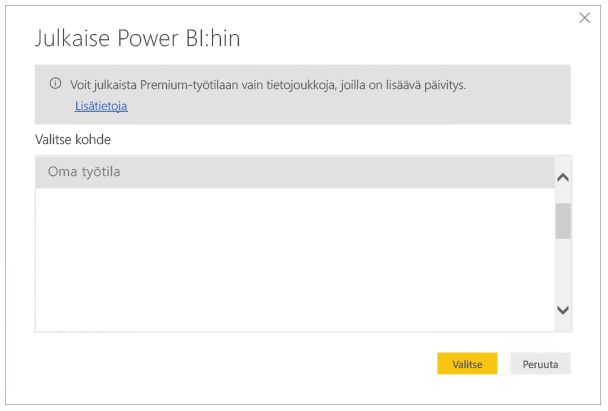 Julkaise Power BI:hin
Voit julkaista Premium-työtilaan vain tietojoukkoja, joilla on lisäävä päivitys.
Lisätietoja
Valitse kohde
Oma työtila
Valitse
Peruuta